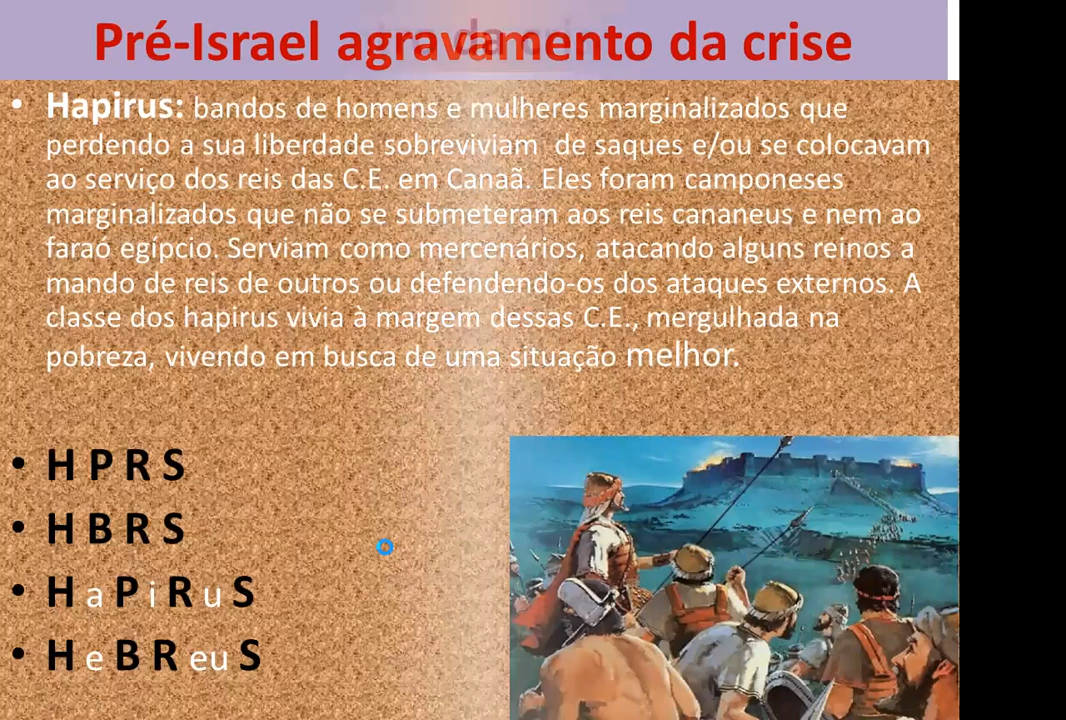 Pré-Israel agravamento da crise
• Hapirus: bandos de homens e mulheres marginalizados que
perdendo a sua liberdade sobreviviam de saques e/ou se colocavam
ao serviço dos reis das C.E. em Canaã. Eles foram camponeses
marginalizados que não se submeteram aos reis cananeus e nem ao
faraó egípcio. Serviam como mercenários, atacando alguns reinos a
mando de reis de outros ou defendendo-os dos ataques externos. A
classe dos hapirus vivia à margem dessas C.E., mergulhada na
pobreza, vivendo em busca de uma situação melhor.
• H P R S
• H B R S
• H a P i R u S
• H e B R eu S